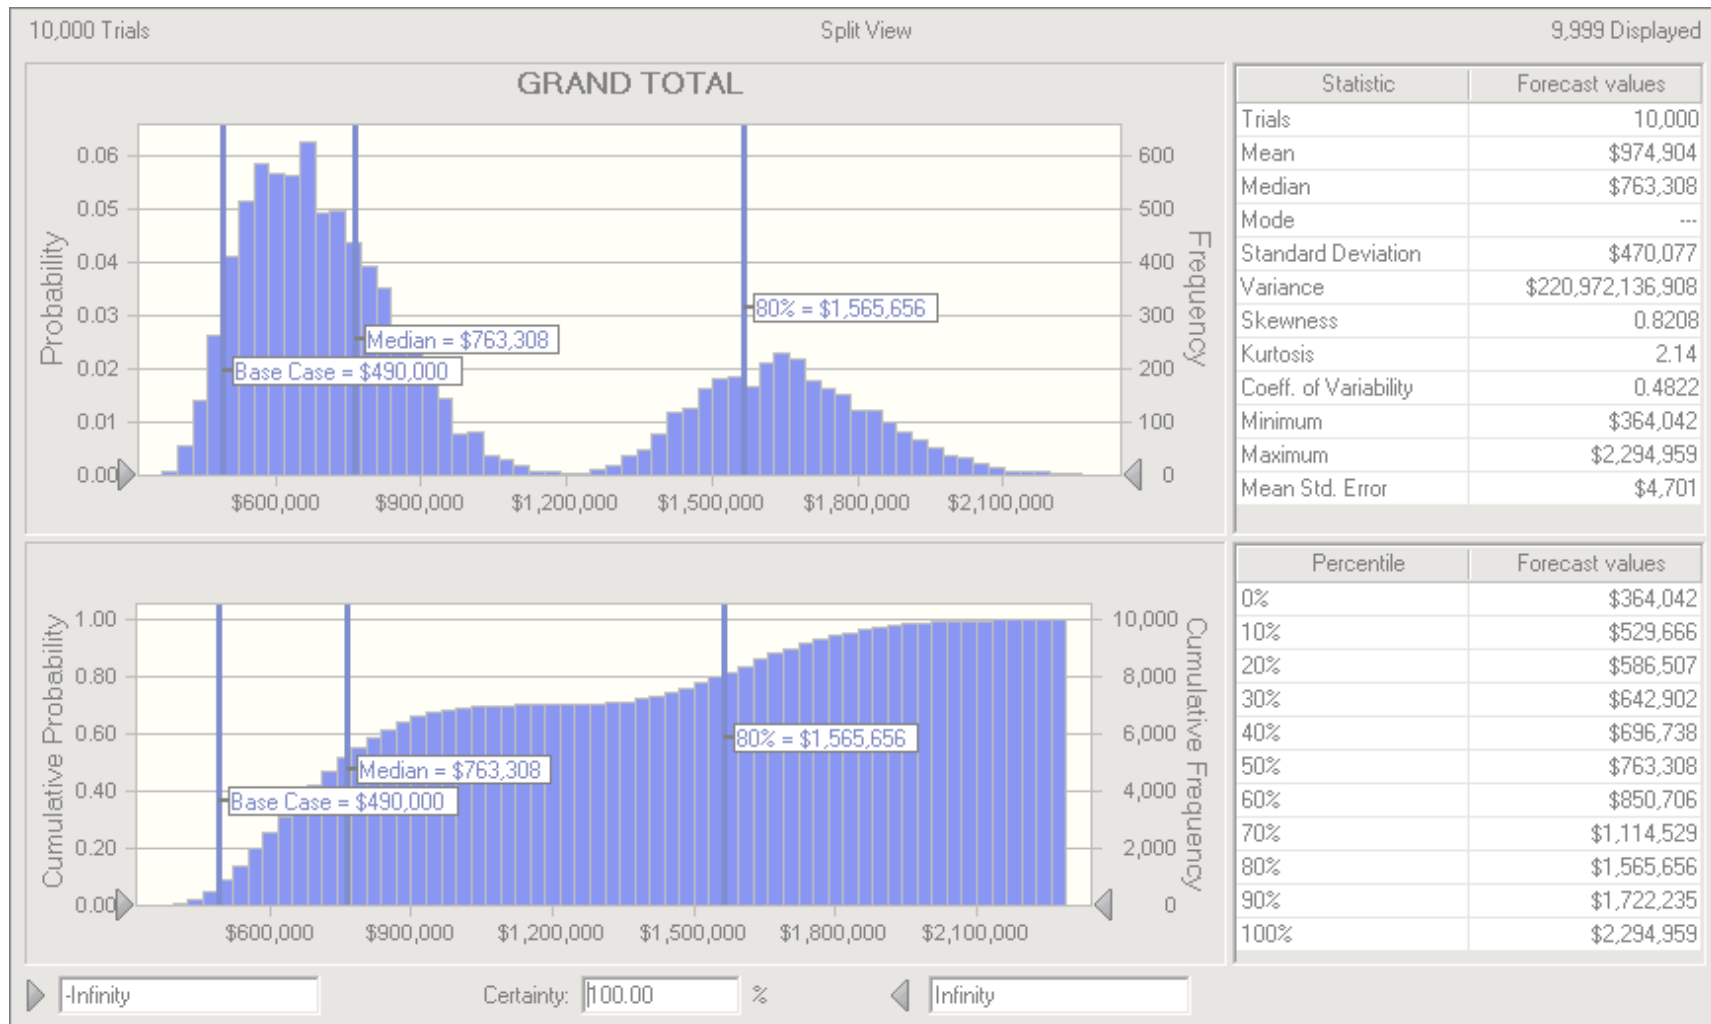 10,000 Trials Split View 9,999 Displayed
GRAND TOTAL
Probability
0.06
0.05
0.04
0.03
0.02
0.01
0.00
600
500
400
300
200
100
0
Frequency
80% = $1,565,656
Median = $763,308
Base Case = $490,000
$600,000 $900,000 $1,200,000 $1,500,000 $1,800,000 $2,100,000
Statistic Forecast values
Trials 10,000
Mean $974,904
Median $763,308
Mode ---
Standard Deviation $470,077
Variance $220,972,136,908
Skewness 0.8208
Kurtosis 2.14
Coeff. of Variability 0.4822
Minimum $364,042
Maximum $2,294,959
Mean Std. Error $4,701
Cumulative Probability
1.00
0.80
0.60
0.40
0.20
0.00
10,000
8,000
6,000
4,000
2,000
0
Cumulative Frequency
80% = $1,565,656
Median = $763,308
Base Case = $490,000
$600,000 $900,000 $1,200,000 $1,500,000 $1,800,000 $2,100,000
Percentile Forecast values
0% $364,042
10% $529,666
20% $586,507
30% $642,902
40% $696,738
50% $763,308
60% $850,706
70% $1,114,529
80% $1,565,656
90% $1,722,235
100% $2,294,959
-Infinity Certainty: 100.00 % Infinity